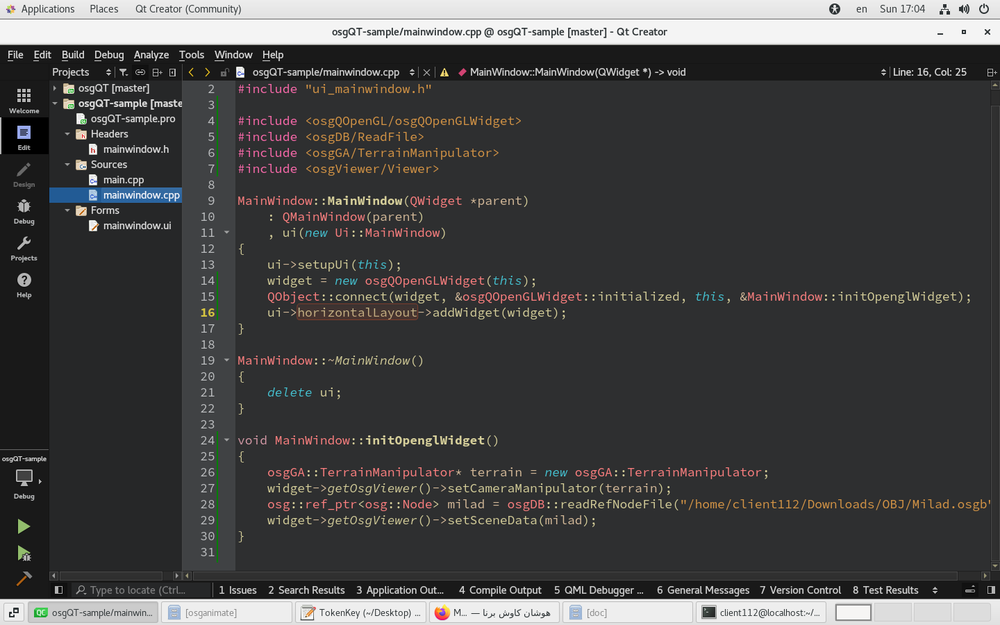 Applications Places Qt Creator (Community) en Sun 17:04
osgQT-sample/mainwindow.cpp @ osgQT-sample [master] - Qt Creator
File Edit Build Debug Analyze Tools Window Help
Projects osgQT-sample/mainwindow.cpp MainWindow::MainWindow(QWidget *) -> void Line: 16, Col: 25
Welcome
Edit
Design
Debug
Projects
Help
osgQT-sample
Debug
osgQT [master]
osgQT-sample [maste
osgQT-sample.pro
Headers
mainwindow.h
Sources
main.cpp
mainwindow.cpp
Forms
mainwindow.ui
2 #include "ui_mainwindow.h"
3
4 #include <osgQOpenGL/osgQOpenGLWidget>
5 #include <osgDB/ReadFile>
6 #include <osgGA/TerrainManipulator>
7 #include <osgViewer/Viewer>
8
9 MainWindow::MainWindow(QWidget *parent)
10     : QMainWindow(parent)
11     , ui(new Ui::MainWindow)
12 {
13     ui->setupUi(this);
14     widget = new osgQOpenGLWidget(this);
15     QObject::connect(widget, &osgQOpenGLWidget::initialized, this, &MainWindow::initOpenglWidget);
16     ui->horizontalLayout->addWidget(widget);
17 }
18
19 MainWindow::~MainWindow()
20 {
21     delete ui;
22 }
23
24 void MainWindow::initOpenglWidget()
25 {
26     osgGA::TerrainManipulator* terrain = new osgGA::TerrainManipulator;
27     widget->getOsgViewer()->setCameraManipulator(terrain);
28     osg::ref_ptr<osg::Node> milad = osgDB::readRefNodeFile("/home/client112/Downloads/OBJ/Milad.osgb"
29     widget->getOsgViewer()->setSceneData(milad);
30 }
31
Type to locate (Ctrl... 1 Issues 2 Search Results 3 Application Out... 4 Compile Output 5 QML Debugger ... 6 General Messages 7 Version Control 8 Test Results
QC osgQT-sample/mainwin... [osganimate] TokenKey (~/Desktop) ... M... — هوشان کاوش برنا [doc] client112@localhost:~/...